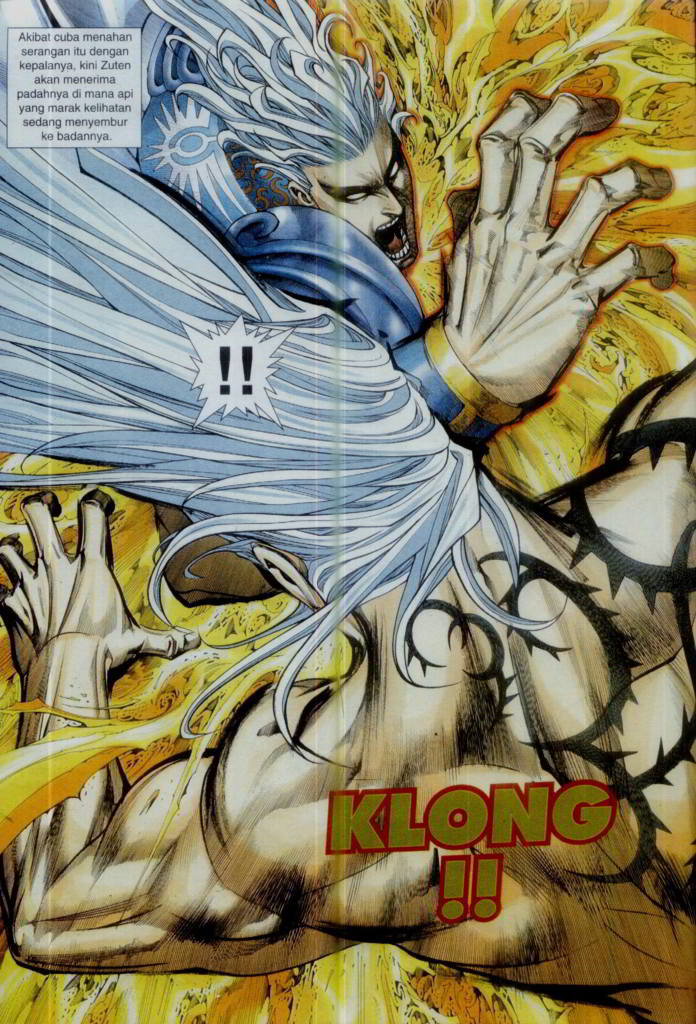 Akibat cuba menahan
serangan itu dengan
kepalanya, kini Zuten
akan menerima
padahnya di mana api
yang marak kelihatan
sedang menyembur
ke badannya.
!!
KLONG
!!